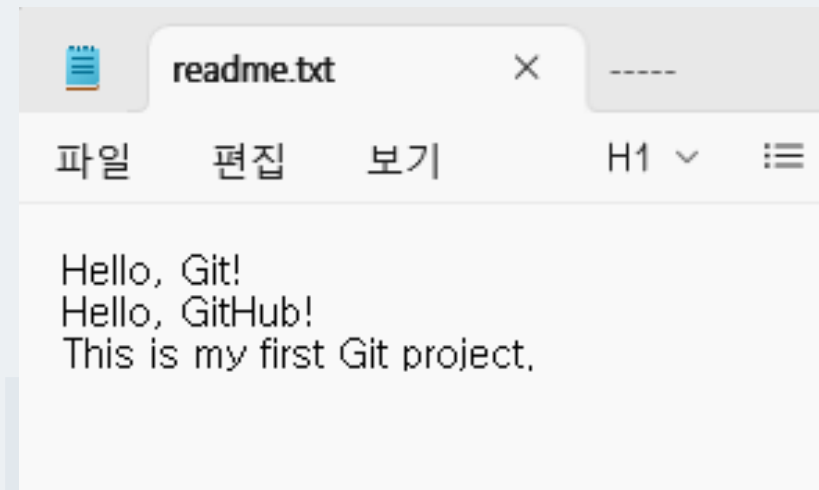 readme.txt -----
파일 편집 보기 H1
Hello, Git!
Hello, GitHub!
This is my first Git project.